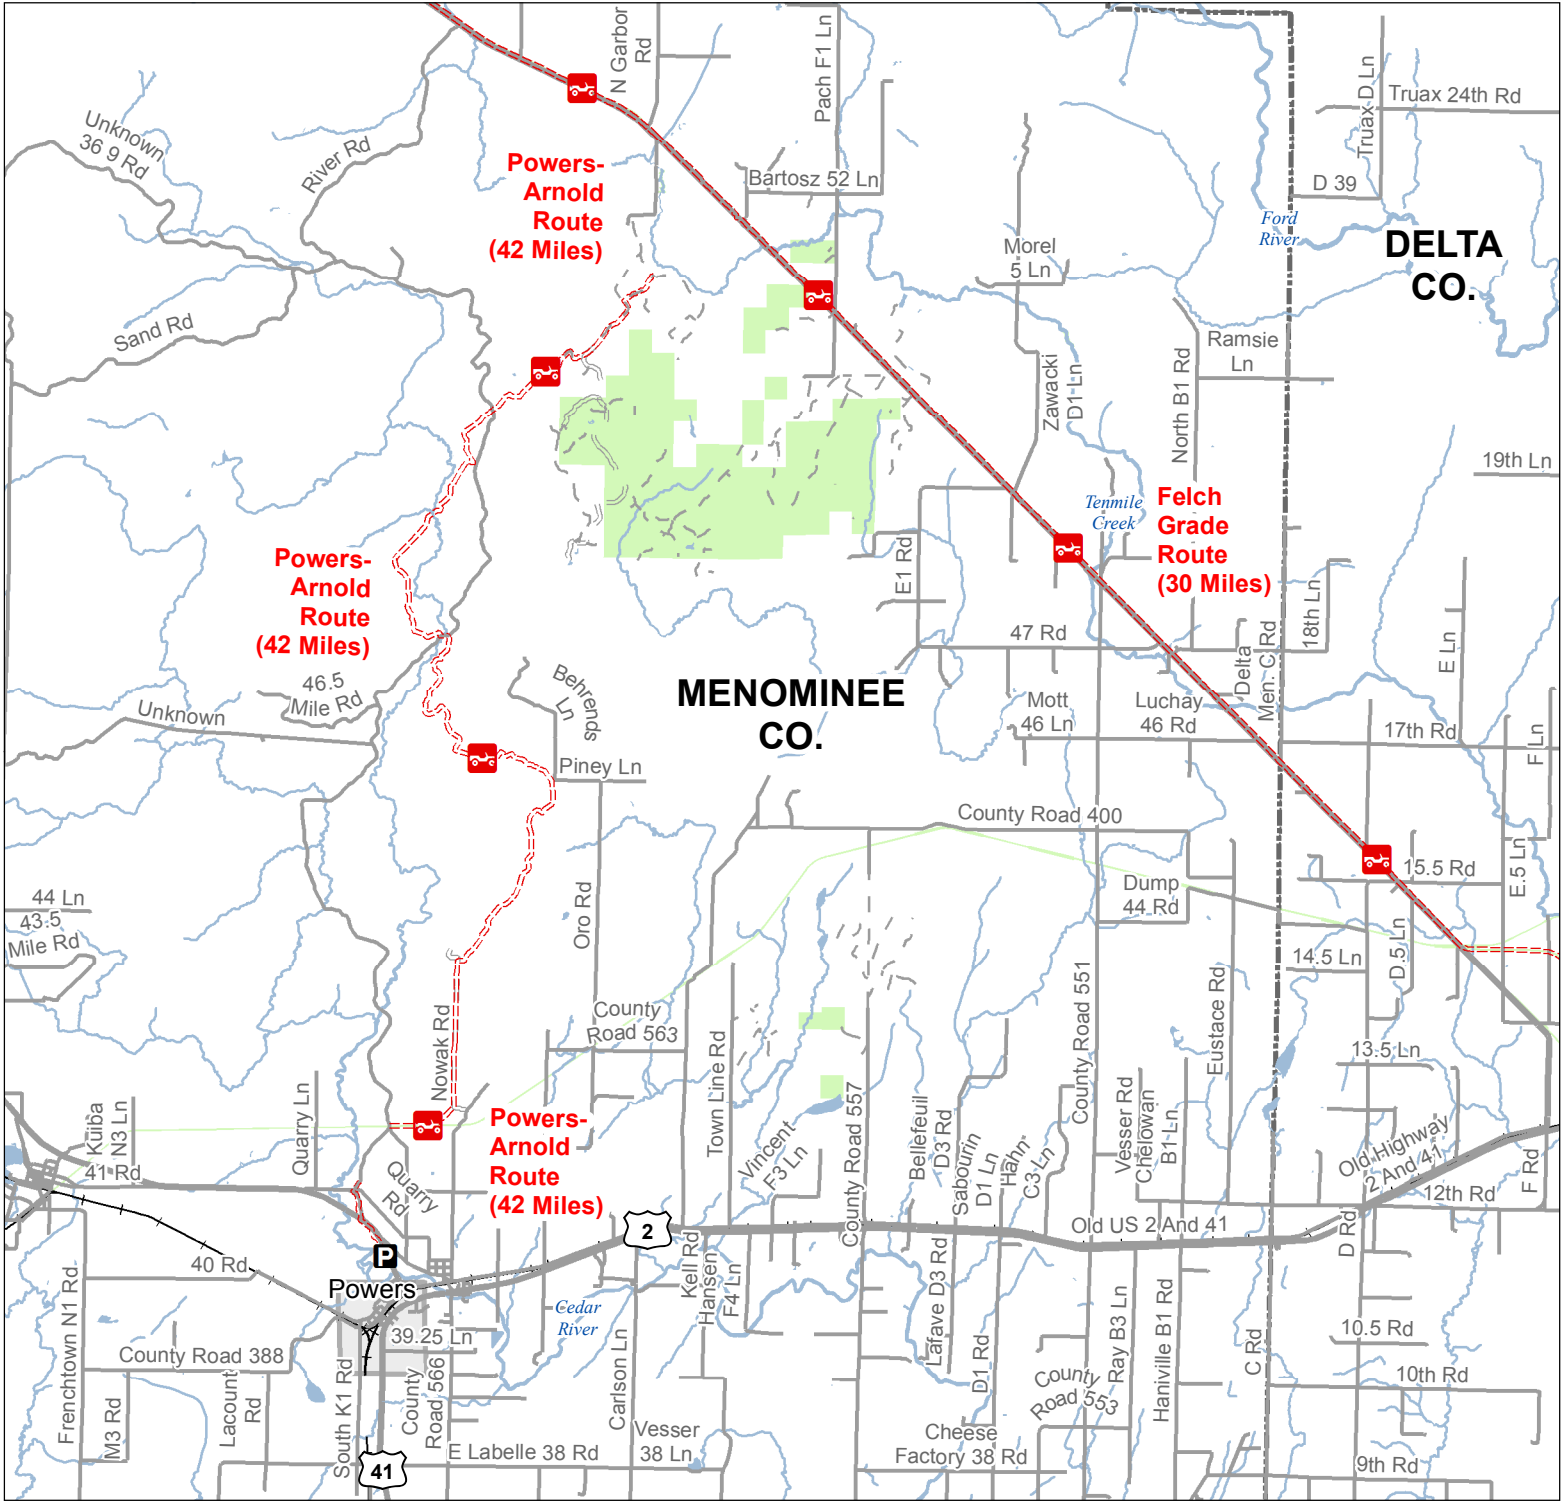 N Garbor
Rd
Pach F1 Ln
Truax D Ln
Truax 24th Rd
Unknown
36 9 Rd
River Rd
Powers-
Arnold
Route
(42 Miles)
Bartosz 52 Ln
D 39
Ford
River
DELTA
CO.
Morel
5 Ln
Sand Rd
Ramsie
Ln
Zawacki
D1 Ln
North B1 Rd
19th Ln
Tenmile
Creek
Felch
Grade
Route
(30 Miles)
Powers-
Arnold
Route
(42 Miles)
E1 Rd
47 Rd
18th Ln
E Ln
Delta
Men. C Rd
46.5
Mile Rd
Behrends
Ln
MENOMINEE
CO.
Mott
46 Ln
Luchay
46 Rd
Unknown
17th Rd
F Ln
Piney Ln
County Road 400
15.5 Rd
E.5 Ln
Dump
44 Rd
44 Ln
43.5
Mile Rd
Oro Rd
D.5 Ln
14.5 Ln
County
Road 563
Nowak Rd
Town Line Rd
County Road 551
Eustace Rd
13.5 Ln
Kuiba
N3 Ln
Quarry Ln
41 Rd
Quarry
Rd
Powers-
Arnold
Route
(42 Miles)
Vincent
F3 Ln
County Road 557
Bellefeuil
D3 Rd
Sabourin
D1 Ln
Hahn
C3 Ln
Vesser Rd
Chelowan
B1 Ln
Old Highway
2 And 41
12th Rd
F Rd
2
Old US 2 And 41
D Rd
P
Powers
40 Rd
Kell Rd
Hansen
F4 Ln
Cedar
River
Lafave D3 Rd
Frenchtown N1 Rd
39.25 Ln
County Road 388
10.5 Rd
10th Rd
M3 Rd
Lacount
Rd
South K1 Rd
County
Road 566
Carlson Ln
D1 Rd
County
Road 553
Ray B3 Ln
Haniville B1 Rd
C Rd
E Labelle 38 Rd
Vesser
38 Ln
Cheese
Factory 38 Rd
9th Rd
41